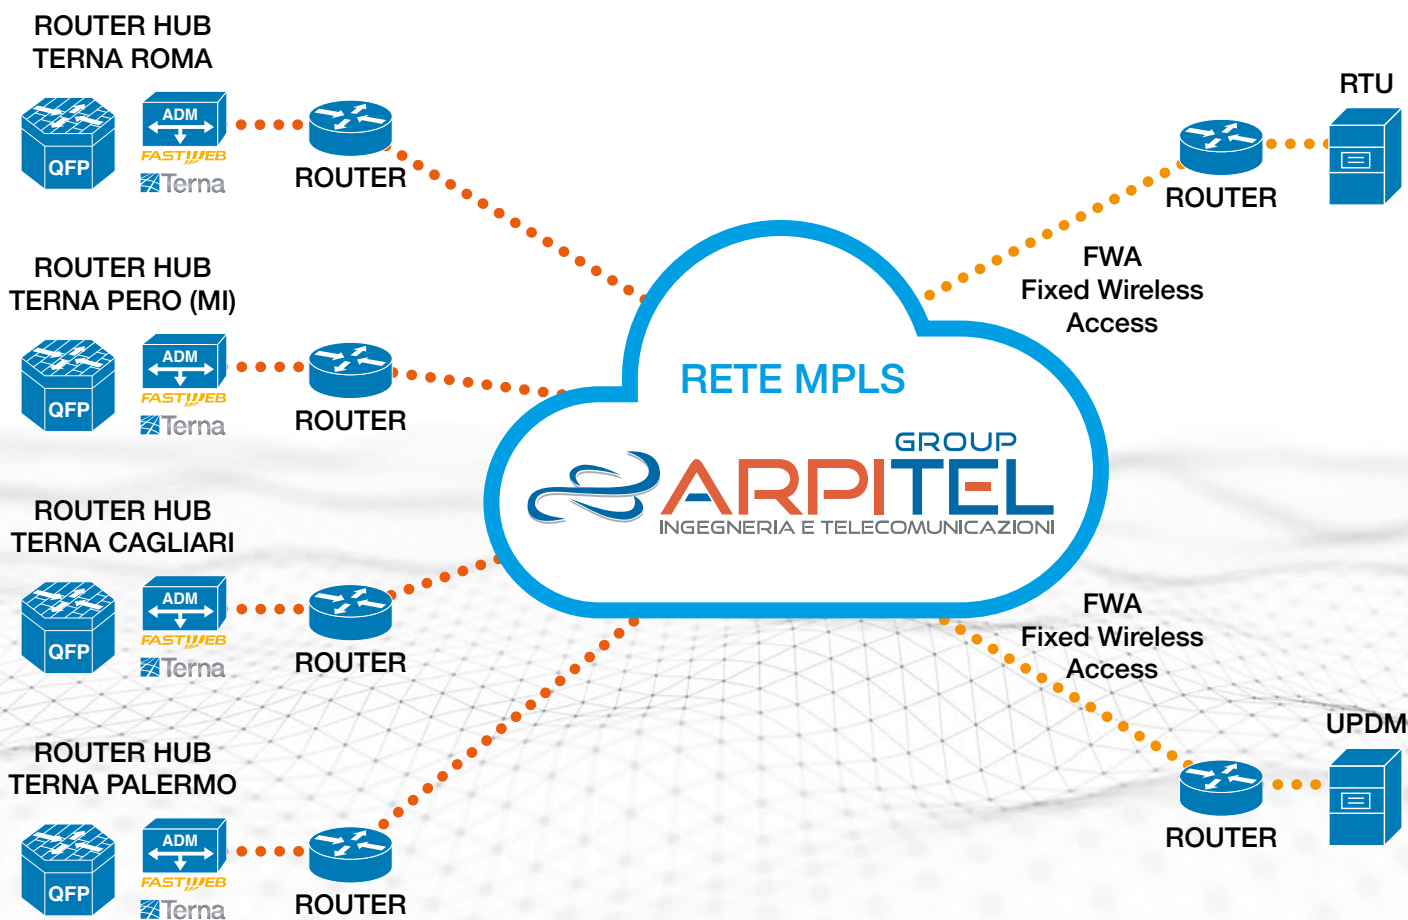 ROUTER HUB
TERNA ROMA
QFP
ADM
FASTWEB
Terna
ROUTER
ROUTER HUB
TERNA PERO (MI)
QFP
ADM
FASTWEB
Terna
ROUTER
ROUTER HUB
TERNA CAGLIARI
QFP
ADM
FASTWEB
Terna
ROUTER
ROUTER HUB
TERNA PALERMO
QFP
ADM
FASTWEB
Terna
ROUTER
RETE MPLS
GROUP
ARPITEL
INGEGNERIA E TELECOMUNICAZIONI
RTU
ROUTER
FWA
Fixed Wireless
Access
FWA
Fixed Wireless
Access
UPDM
ROUTER